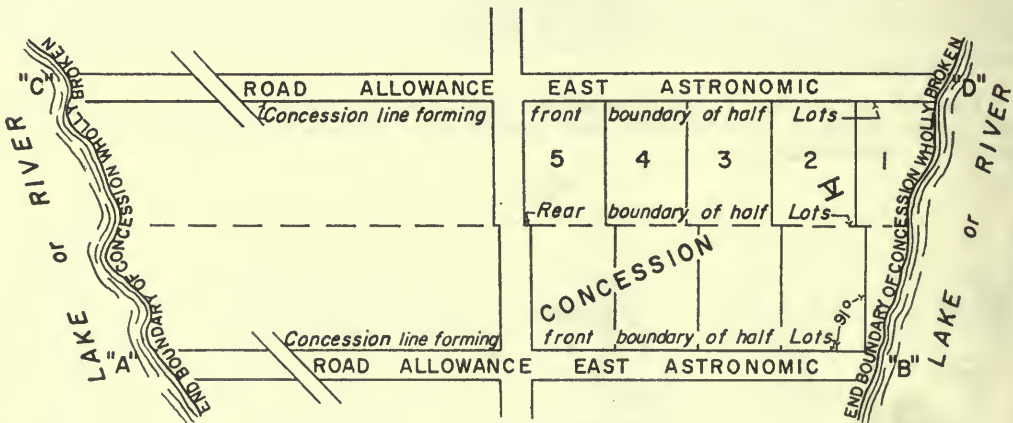 "C"
ROAD ALLOWANCE EAST ASTRONOMIC
"D"
Concession line forming front boundary of half Lots
5 4 3 2 1
V
Rear boundary of half Lots
CONCESSION
91°
Concession line forming front boundary of half Lots
"A"
ROAD ALLOWANCE EAST ASTRONOMIC
"B"
LAKE or RIVER
END BOUNDARY OF CONCESSION WHOLLY BROKEN
END BOUNDARY OF CONCESSION WHOLLY BROKEN
LAKE or RIVER